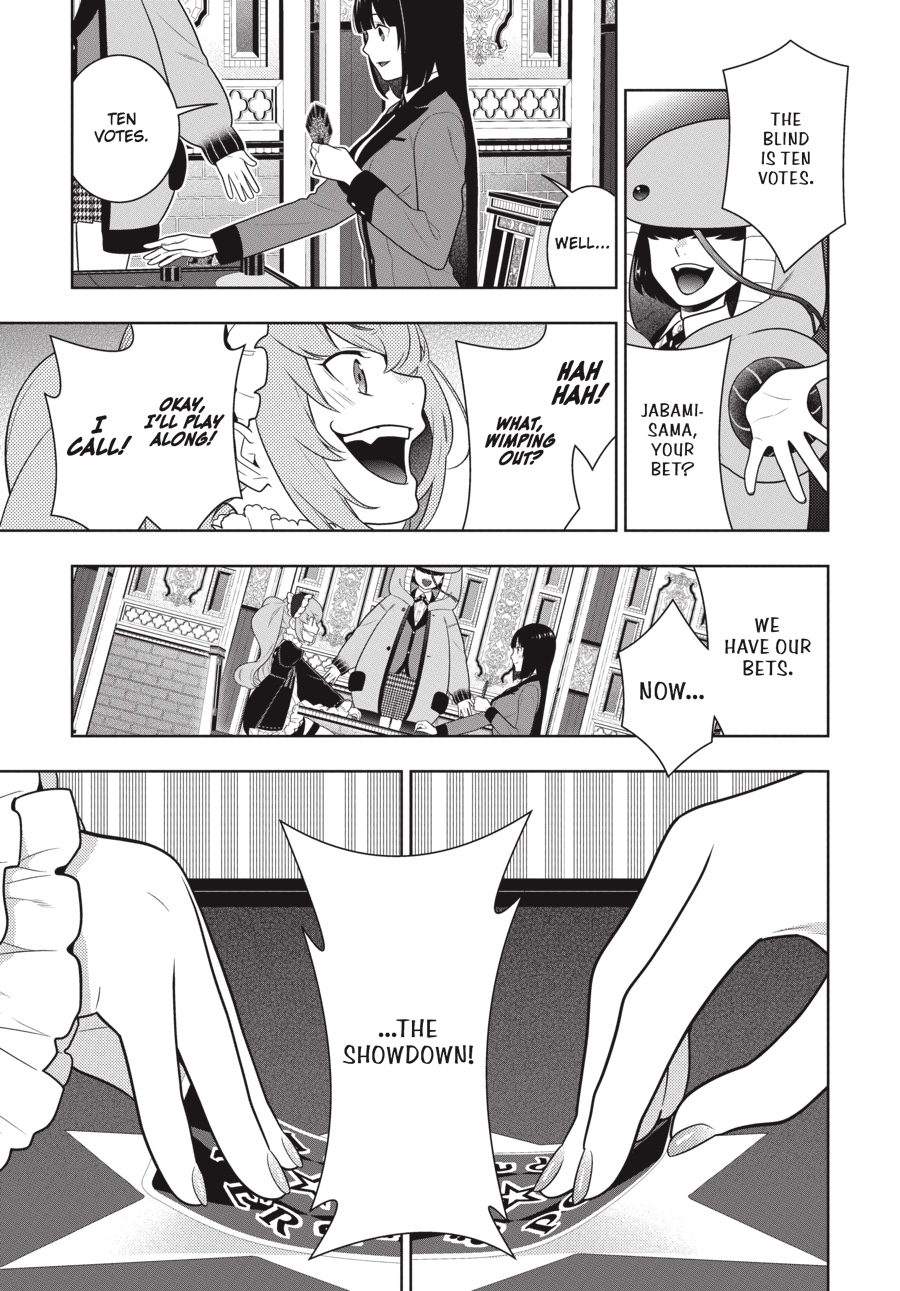 THE
BLIND
IS TEN
VOTES.
JABAMI-
SAMA,
YOUR
BET?
WELL...
TEN
VOTES.
HAH
HAH!
WHAT,
WIMPING
OUT?
OKAY,
I'LL PLAY
ALONG!
I
CALL!
WE
HAVE OUR
BETS.
NOW...
...THE
SHOWDOWN!